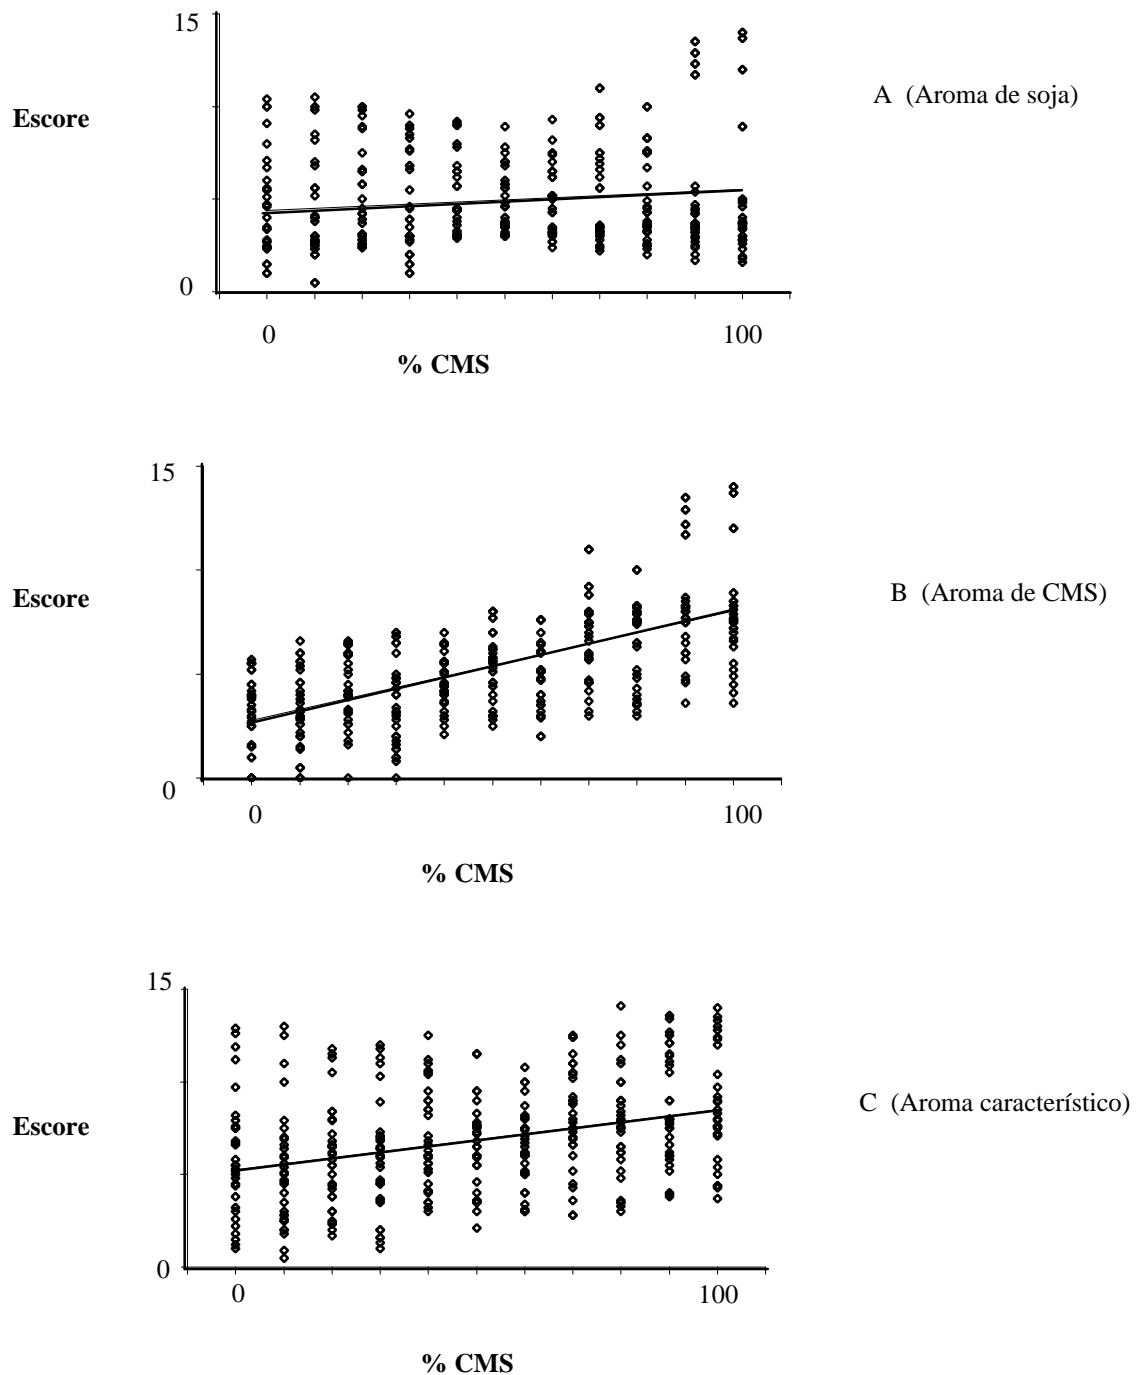 15
A (Aroma de soja)
Escore
0
0 100
% CMS
15
B (Aroma de CMS)
Escore
0
0 100
% CMS
15
C (Aroma característico)
Escore
0
0 100
% CMS